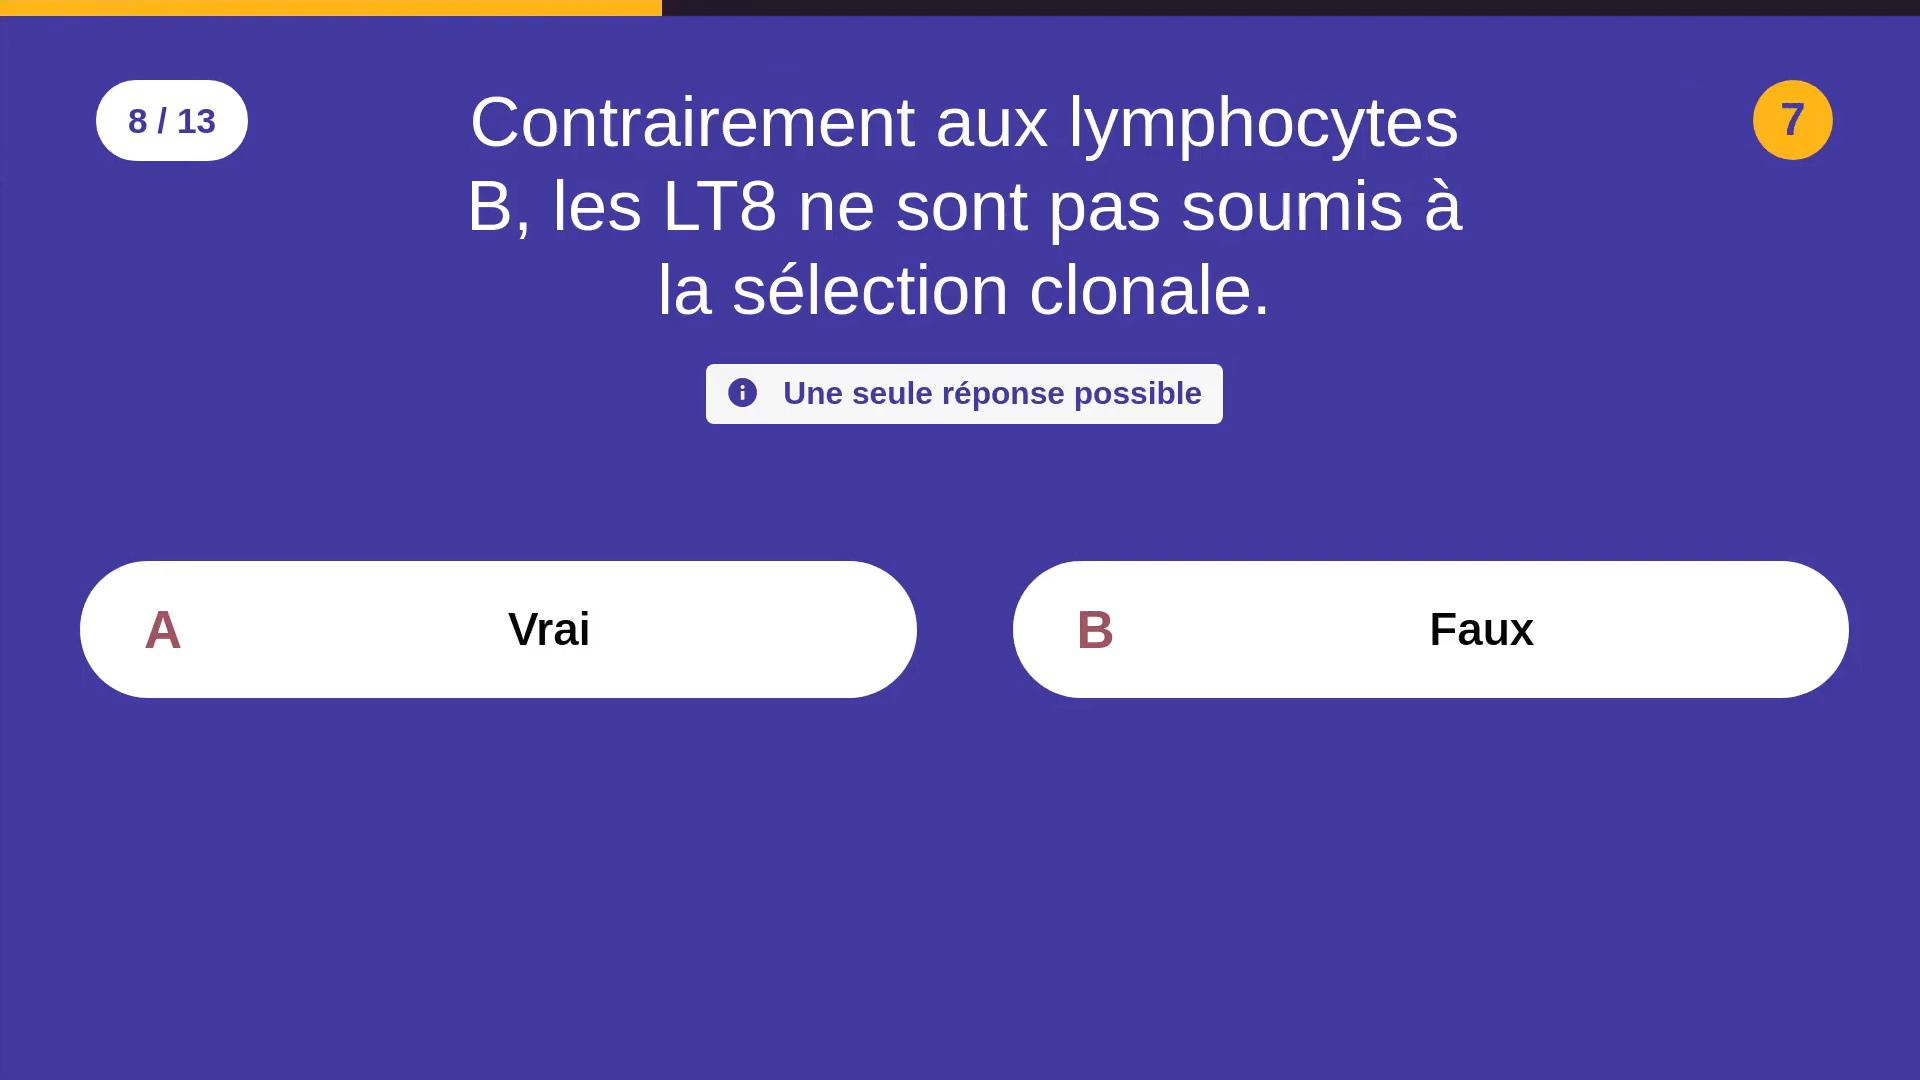 8 / 13
Contrairement aux lymphocytes
B, les LT8 ne sont pas soumis à
la sélection clonale.
7
Une seule réponse possible
A Vrai
B Faux